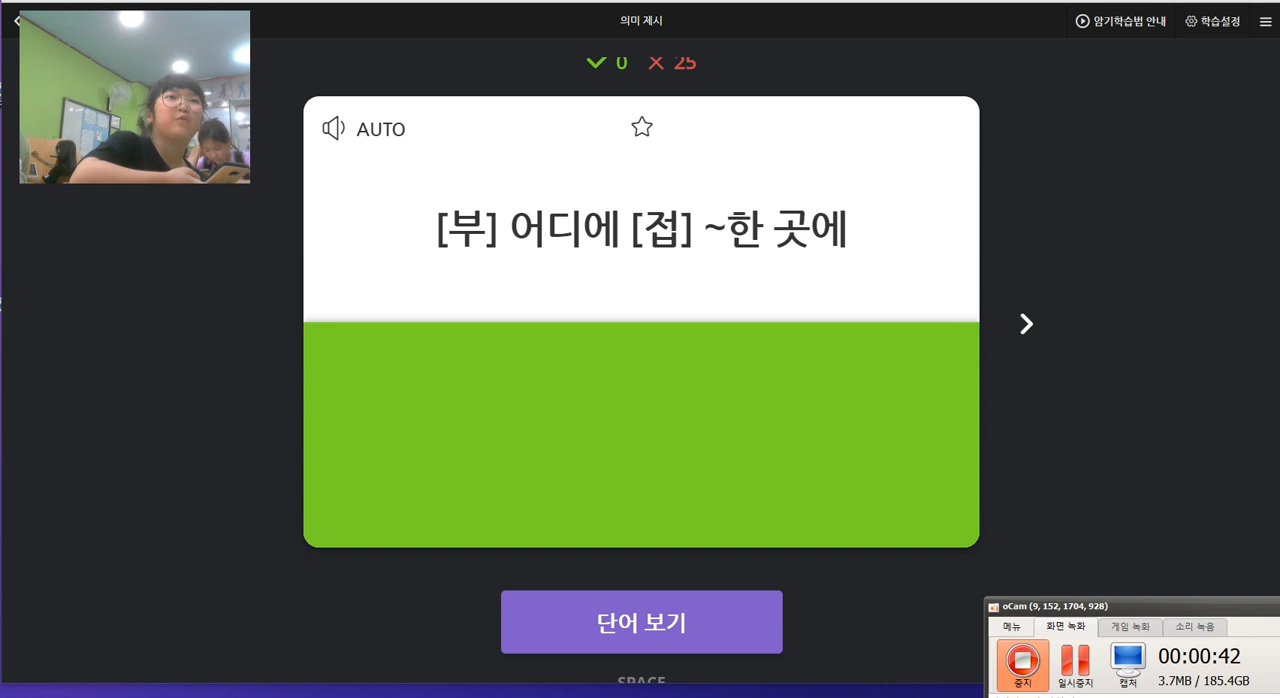 의미 제시
암기학습법 안내
학습설정
0
25
AUTO
[부] 어디에 [접] ~한 곳에
단어 보기
SPACE
oCam (9, 152, 1704, 928)
메뉴
화면 녹화
게임 녹화
소리 녹음
중지
일시중지
캡처
00:00:42
3.7MB / 185.4GB